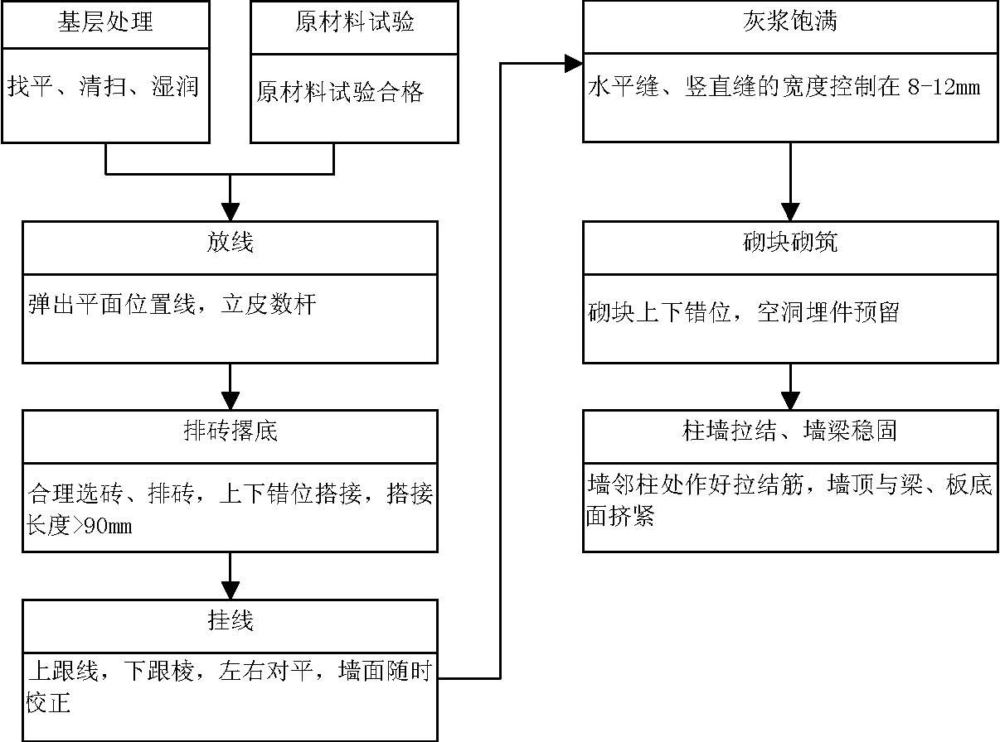 基层处理
找平、清扫、湿润
原材料试验
原材料试验合格
放线
弹出平面位置线，立皮数杆
排砖撂底
合理选砖、排砖，上下错位搭接，搭接
长度>90mm
挂线
上跟线，下跟棱，左右对平，墙面随时
校正
灰浆饱满
水平缝、竖直缝的宽度控制在8-12mm
砌块砌筑
砌块上下错位，空洞埋件预留
柱墙拉结、墙梁稳固
墙邻柱处作好拉结筋，墙顶与梁、板底
面挤紧